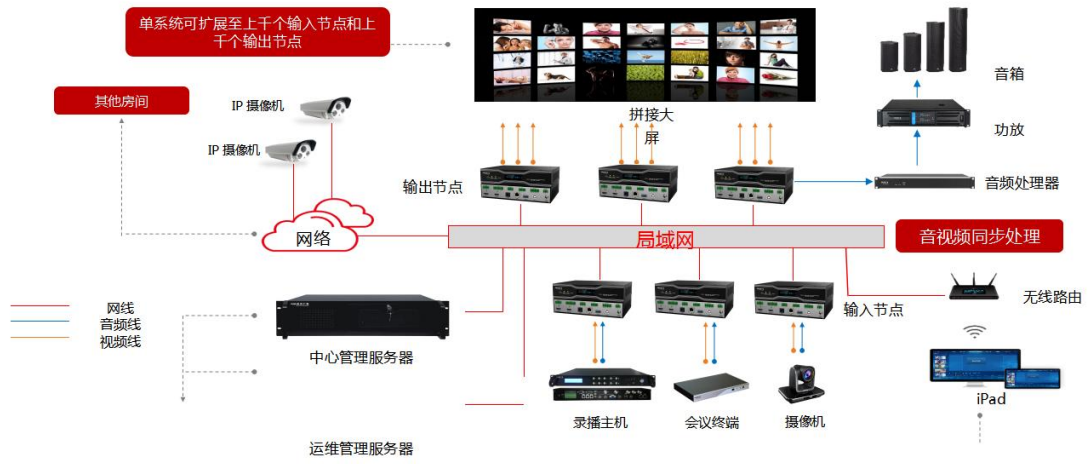 单系统可扩展至上千个输入节点和上
千个输出节点
其他房间
IP 摄像机
IP 摄像机
拼接大
屏
音箱
功放
输出节点
音频处理器
网络
局域网
音视频同步处理
网线
音频线
视频线
中心管理服务器
输入节点
无线路由
录播主机
会议终端
摄像机
iPad
运维管理服务器